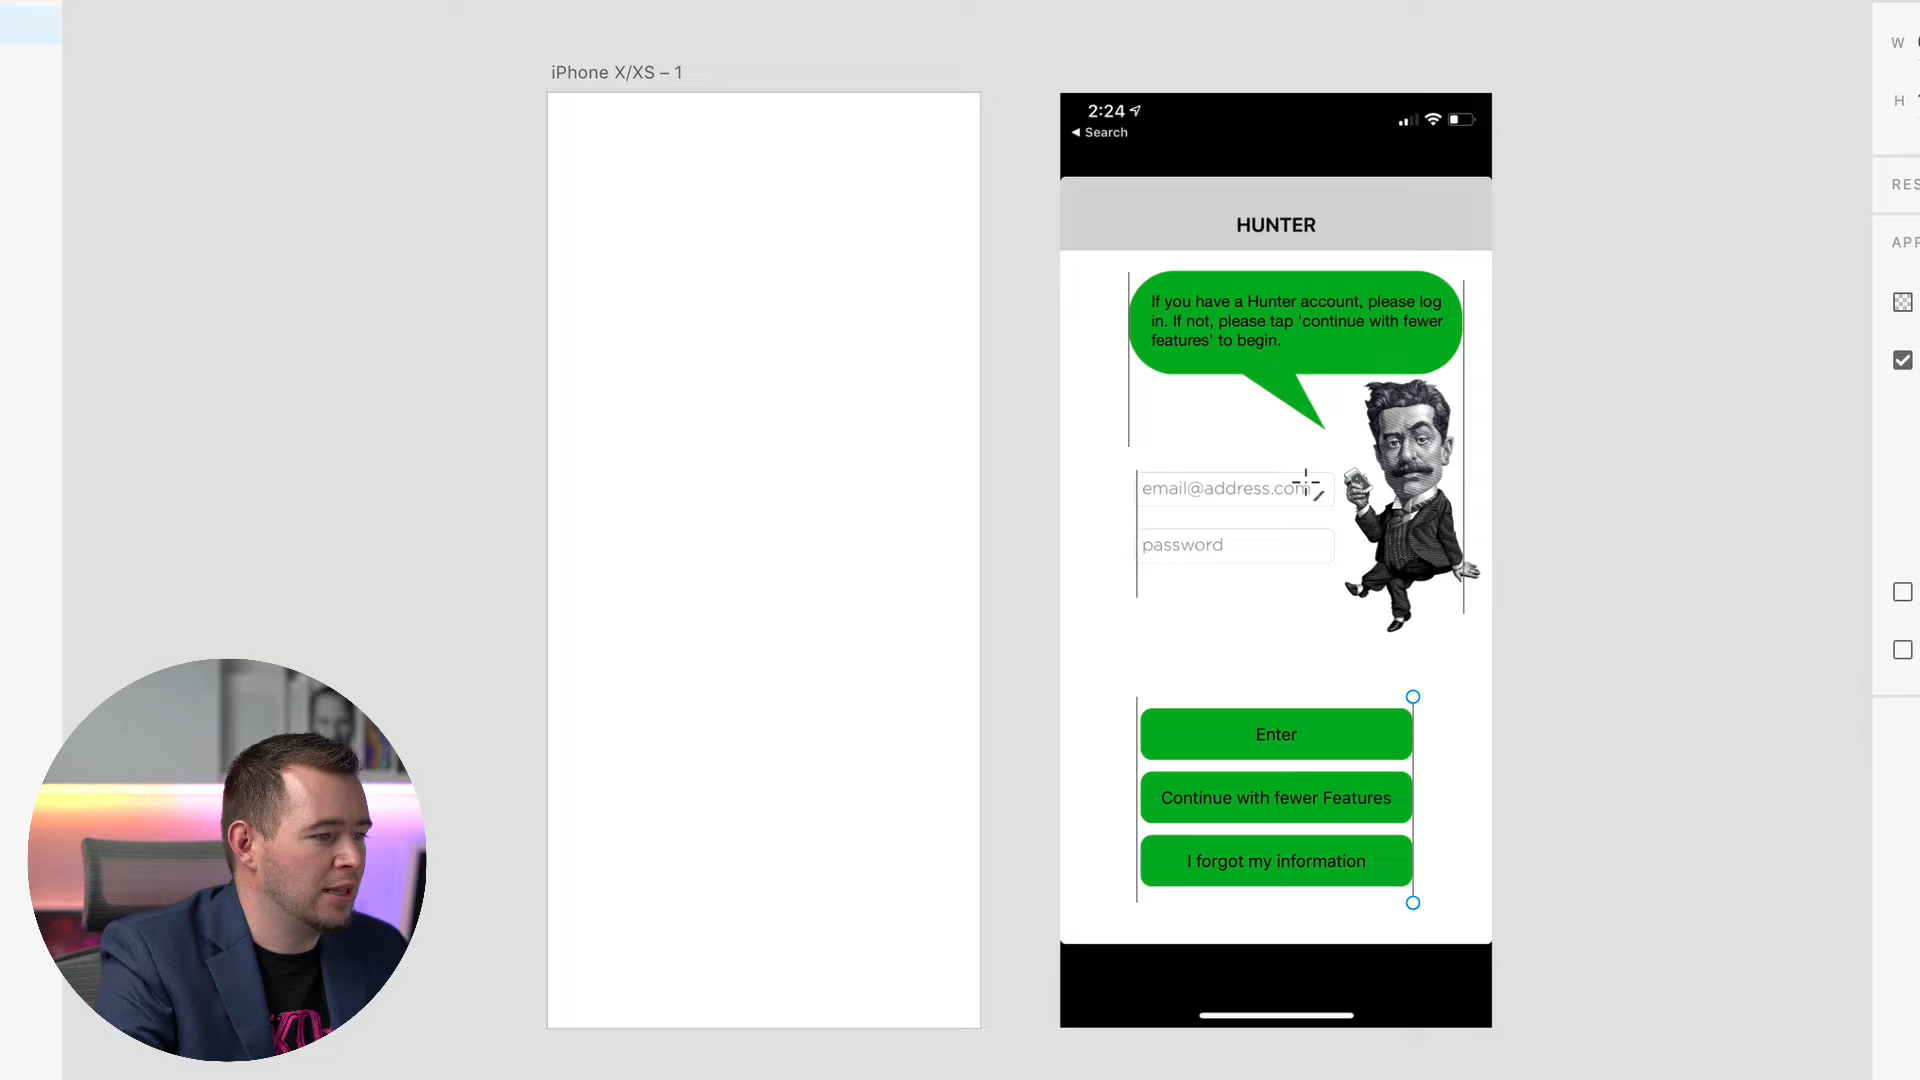 iPhone X/XS – 1
2:24
Search
HUNTER
If you have a Hunter account, please log
in. If not, please tap 'continue with fewer
features' to begin.
email@address.com
password
Enter
Continue with fewer Features
I forgot my information
W
H
RES
APP